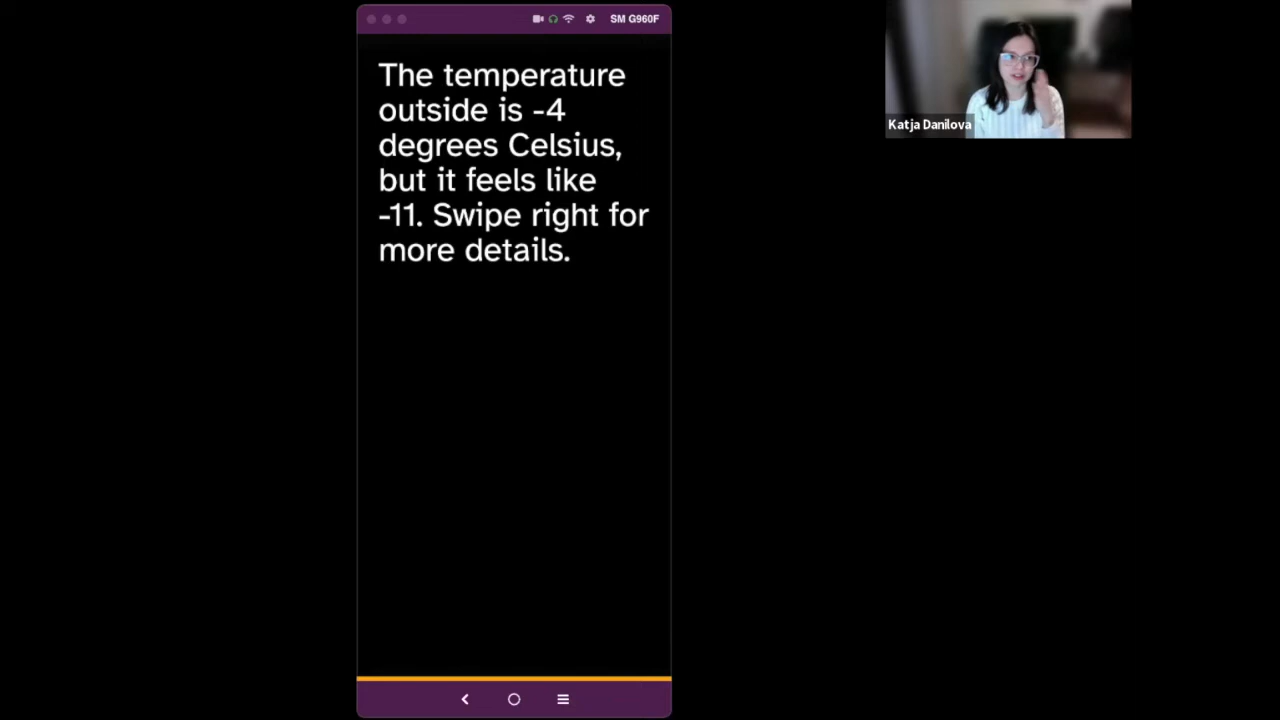 SM G960F
The temperature
outside is -4
degrees Celsius,
but it feels like
-11. Swipe right for
more details.
Katja Danilova